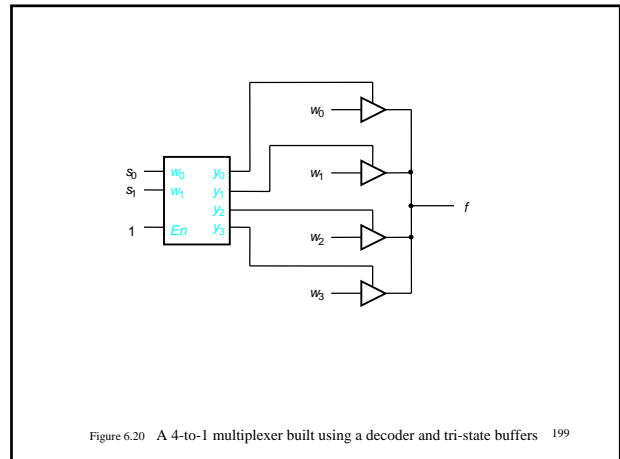 w0
s0 w0 y0
s1 w1 y1
w1
y2
1 En y3
f
w2
w3
Figure 6.20 A 4-to-1 multiplexer built using a decoder and tri-state buffers 199